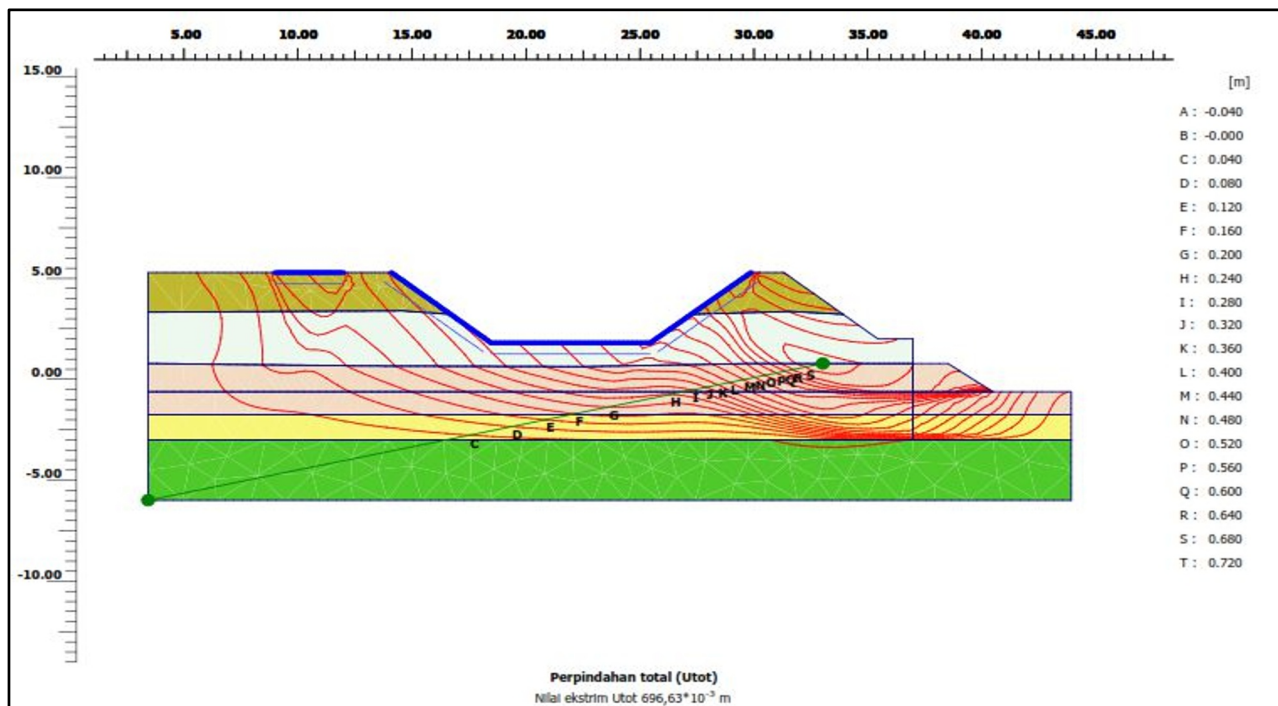 5.00 10.00 15.00 20.00 25.00 30.00 35.00 40.00 45.00
15.00
10.00
5.00
0.00
-5.00
-10.00
[m]
A : -0.040
B : -0.000
C : 0.040
D : 0.080
E : 0.120
F : 0.160
G : 0.200
H : 0.240
I : 0.280
J : 0.320
K : 0.360
L : 0.400
M : 0.440
N : 0.480
O : 0.520
P : 0.560
Q : 0.600
R : 0.640
S : 0.680
T : 0.720
C D E F G H I J K L M N O P Q R S
Perpindahan total (Utot)
Nilai ekstrim Utot 696,63*10⁻³ m